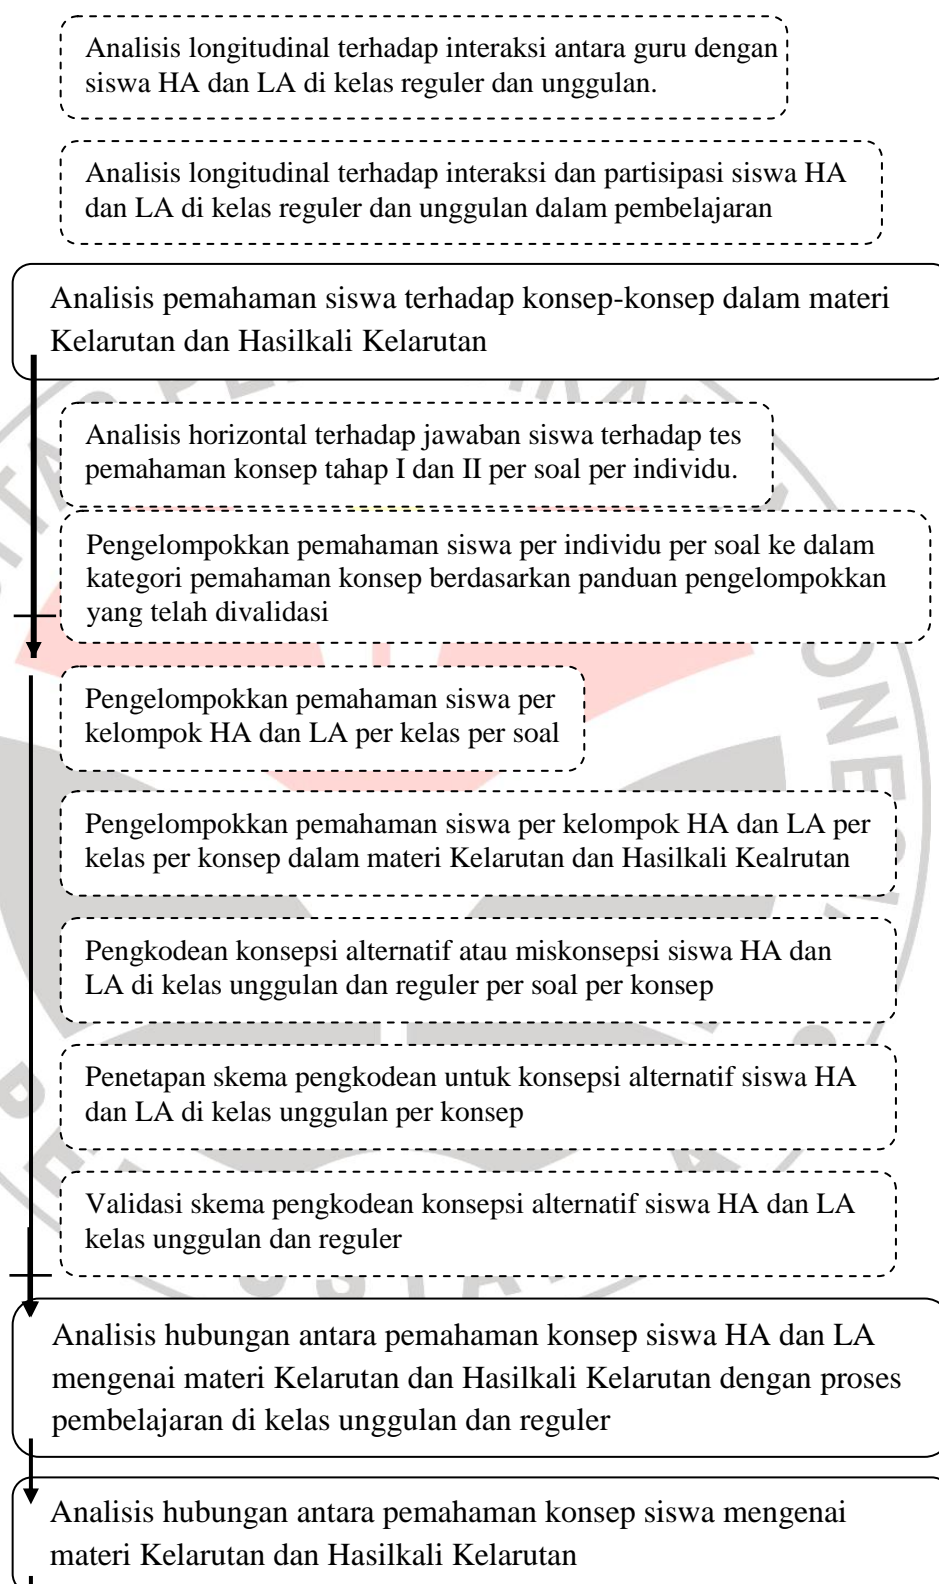 Analisis longitudinal terhadap interaksi antara guru dengan
siswa HA dan LA di kelas reguler dan unggulan.
Analisis longitudinal terhadap interaksi dan partisipasi siswa HA
dan LA di kelas reguler dan unggulan dalam pembelajaran
Analisis pemahaman siswa terhadap konsep-konsep dalam materi
Kelarutan dan Hasilkali Kelarutan
Analisis horizontal terhadap jawaban siswa terhadap tes
pemahaman konsep tahap I dan II per soal per individu.
Pengelompokkan pemahaman siswa per individu per soal ke dalam
kategori pemahaman konsep berdasarkan panduan pengelompokkan
yang telah divalidasi
Pengelompokkan pemahaman siswa per
kelompok HA dan LA per kelas per soal
Pengelompokkan pemahaman siswa per kelompok HA dan LA per
kelas per konsep dalam materi Kelarutan dan Hasilkali Kealrutan
Pengkodean konsepsi alternatif atau miskonsepsi siswa HA dan
LA di kelas unggulan dan reguler per soal per konsep
Penetapan skema pengkodean untuk konsepsi alternatif siswa HA
dan LA di kelas unggulan per konsep
Validasi skema pengkodean konsepsi alternatif siswa HA dan LA
kelas unggulan dan reguler
Analisis hubungan antara pemahaman konsep siswa HA dan LA
mengenai materi Kelarutan dan Hasilkali Kelarutan dengan proses
pembelajaran di kelas unggulan dan reguler
Analisis hubungan antara pemahaman konsep siswa mengenai
materi Kelarutan dan Hasilkali Kelarutan